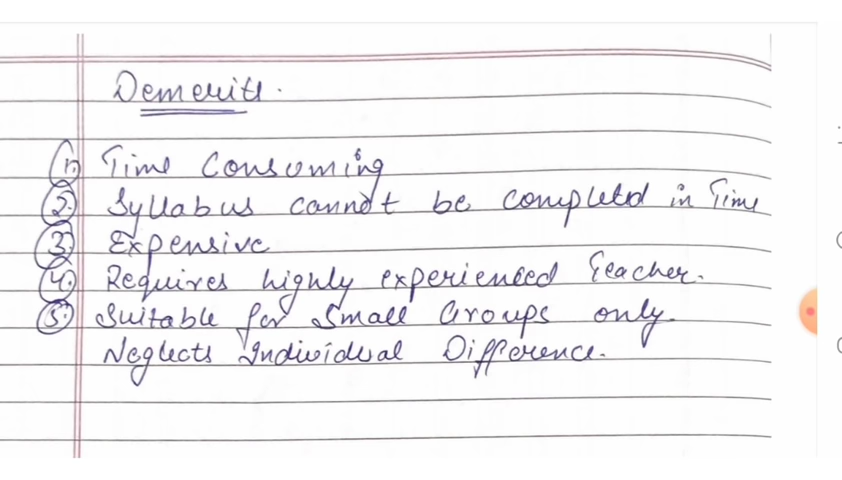 Demerits.
1. Time Consuming
2. Syllabus cannot be completed in Time
3. Expensive
4. Requires highly experienced Teacher.
5. Suitable for Small Groups only.
Neglects Individual Difference.